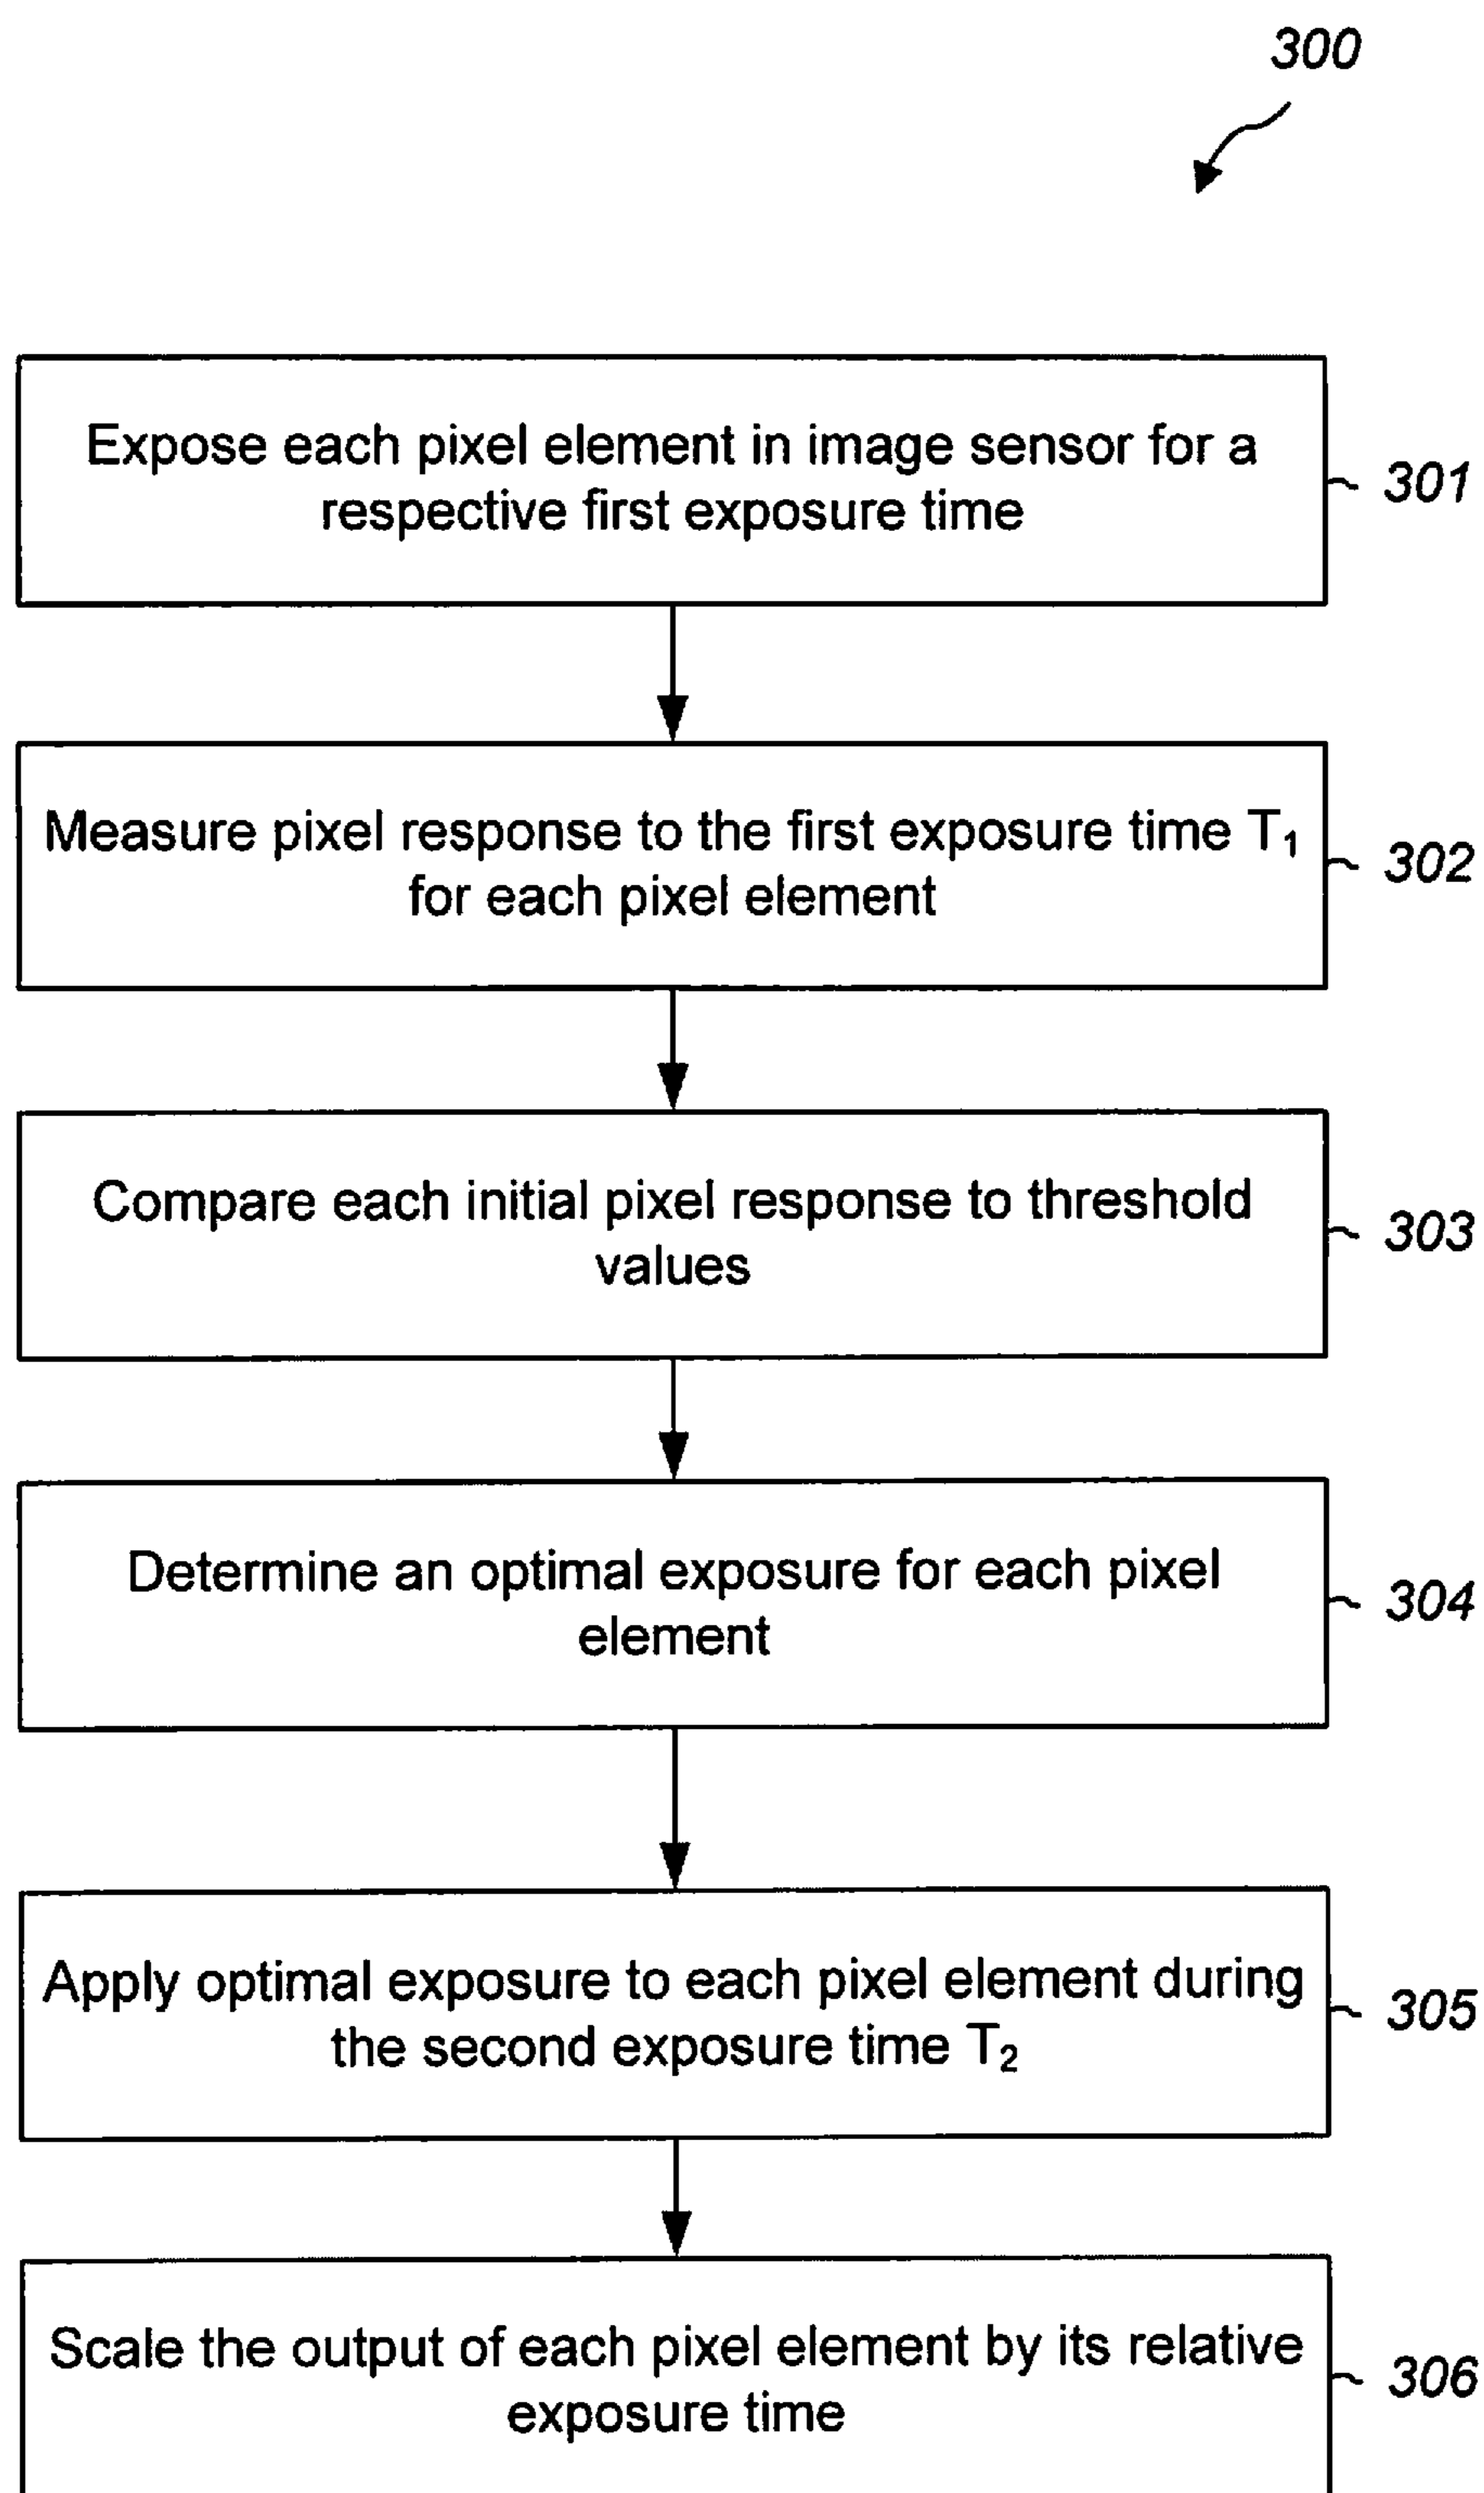 300
Expose each pixel element in image sensor for a
respective first exposure time
301
Measure pixel response to the first exposure time T₁
for each pixel element
302
Compare each initial pixel response to threshold
values
303
Determine an optimal exposure for each pixel
element
304
Apply optimal exposure to each pixel element during
the second exposure time T₂
305
Scale the output of each pixel element by its relative
exposure time
306